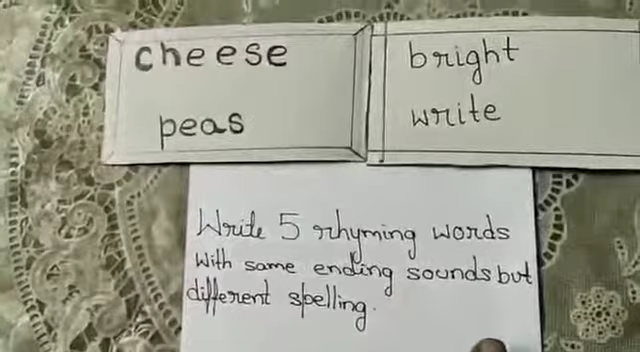 cheese
peas
bright
write
Write 5 rhyming words
With same ending sounds but
different spelling.